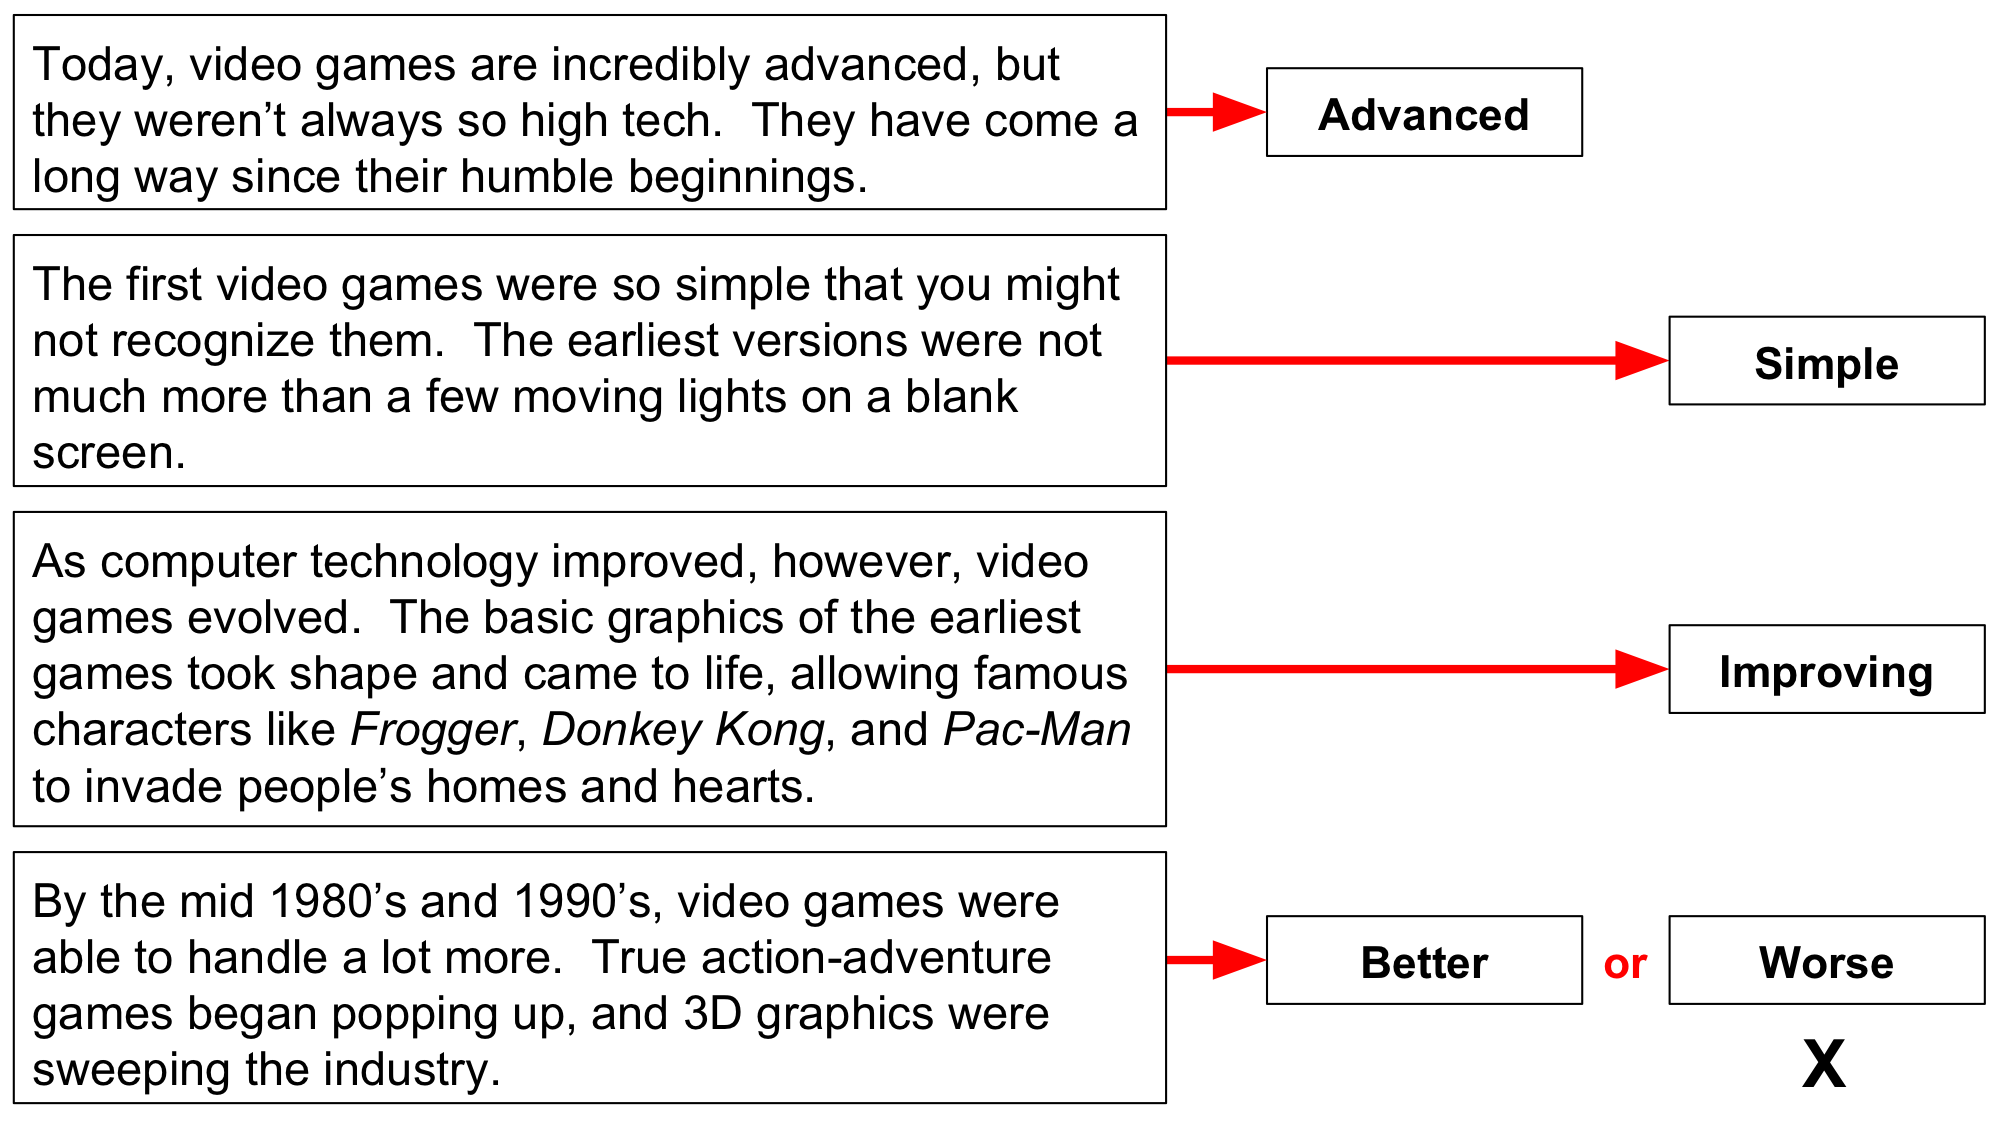 Today, video games are incredibly advanced, but
they weren’t always so high tech.  They have come a
long way since their humble beginnings.
Advanced
The first video games were so simple that you might
not recognize them.  The earliest versions were not
much more than a few moving lights on a blank
screen.
Simple
As computer technology improved, however, video
games evolved.  The basic graphics of the earliest
games took shape and came to life, allowing famous
characters like Frogger, Donkey Kong, and Pac-Man
to invade people’s homes and hearts.
Improving
By the mid 1980’s and 1990’s, video games were
able to handle a lot more.  True action-adventure
games began popping up, and 3D graphics were
sweeping the industry.
Better or Worse
X